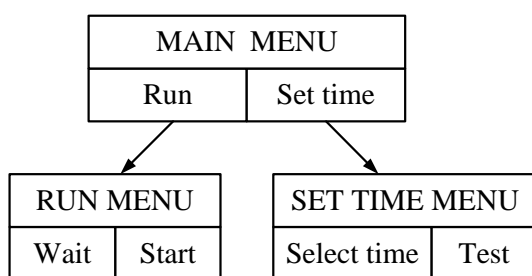 MAIN MENU
Run Set time
RUN MENU SET TIME MENU
Wait Start Select time Test